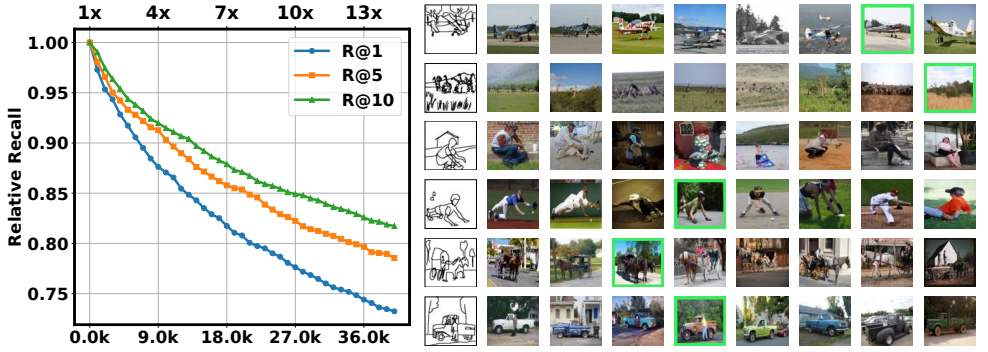 1x 4x 7x 10x 13x
1.00
0.95
0.90
0.85
0.80
0.75
Relative Recall
R@1
R@5
R@10
0.0k 9.0k 18.0k 27.0k 36.0k